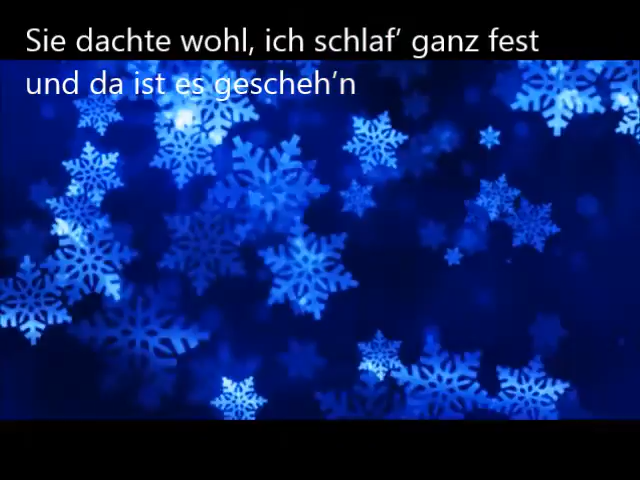 Sie dachte wohl, ich schlaf’ ganz fest
und da ist es gescheh’n